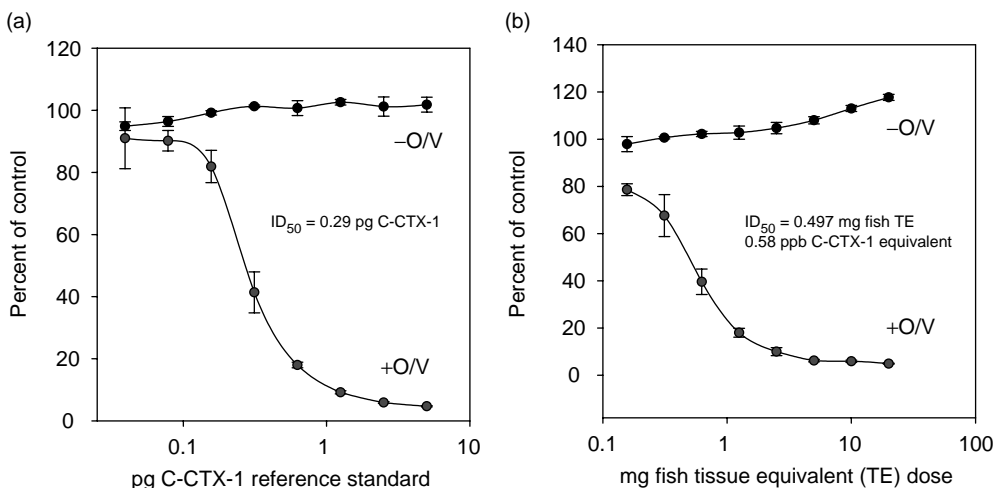 (a)
120
100
80
60
40
20
0
Percent of control
–O/V
ID50 = 0.29 pg C-CTX-1
+O/V
0.1
1
10
pg C-CTX-1 reference standard
(b)
140
120
100
80
60
40
20
0
Percent of control
–O/V
ID50 = 0.497 mg fish TE
0.58 ppb C-CTX-1 equivalent
+O/V
0.1
1
10
100
mg fish tissue equivalent (TE) dose